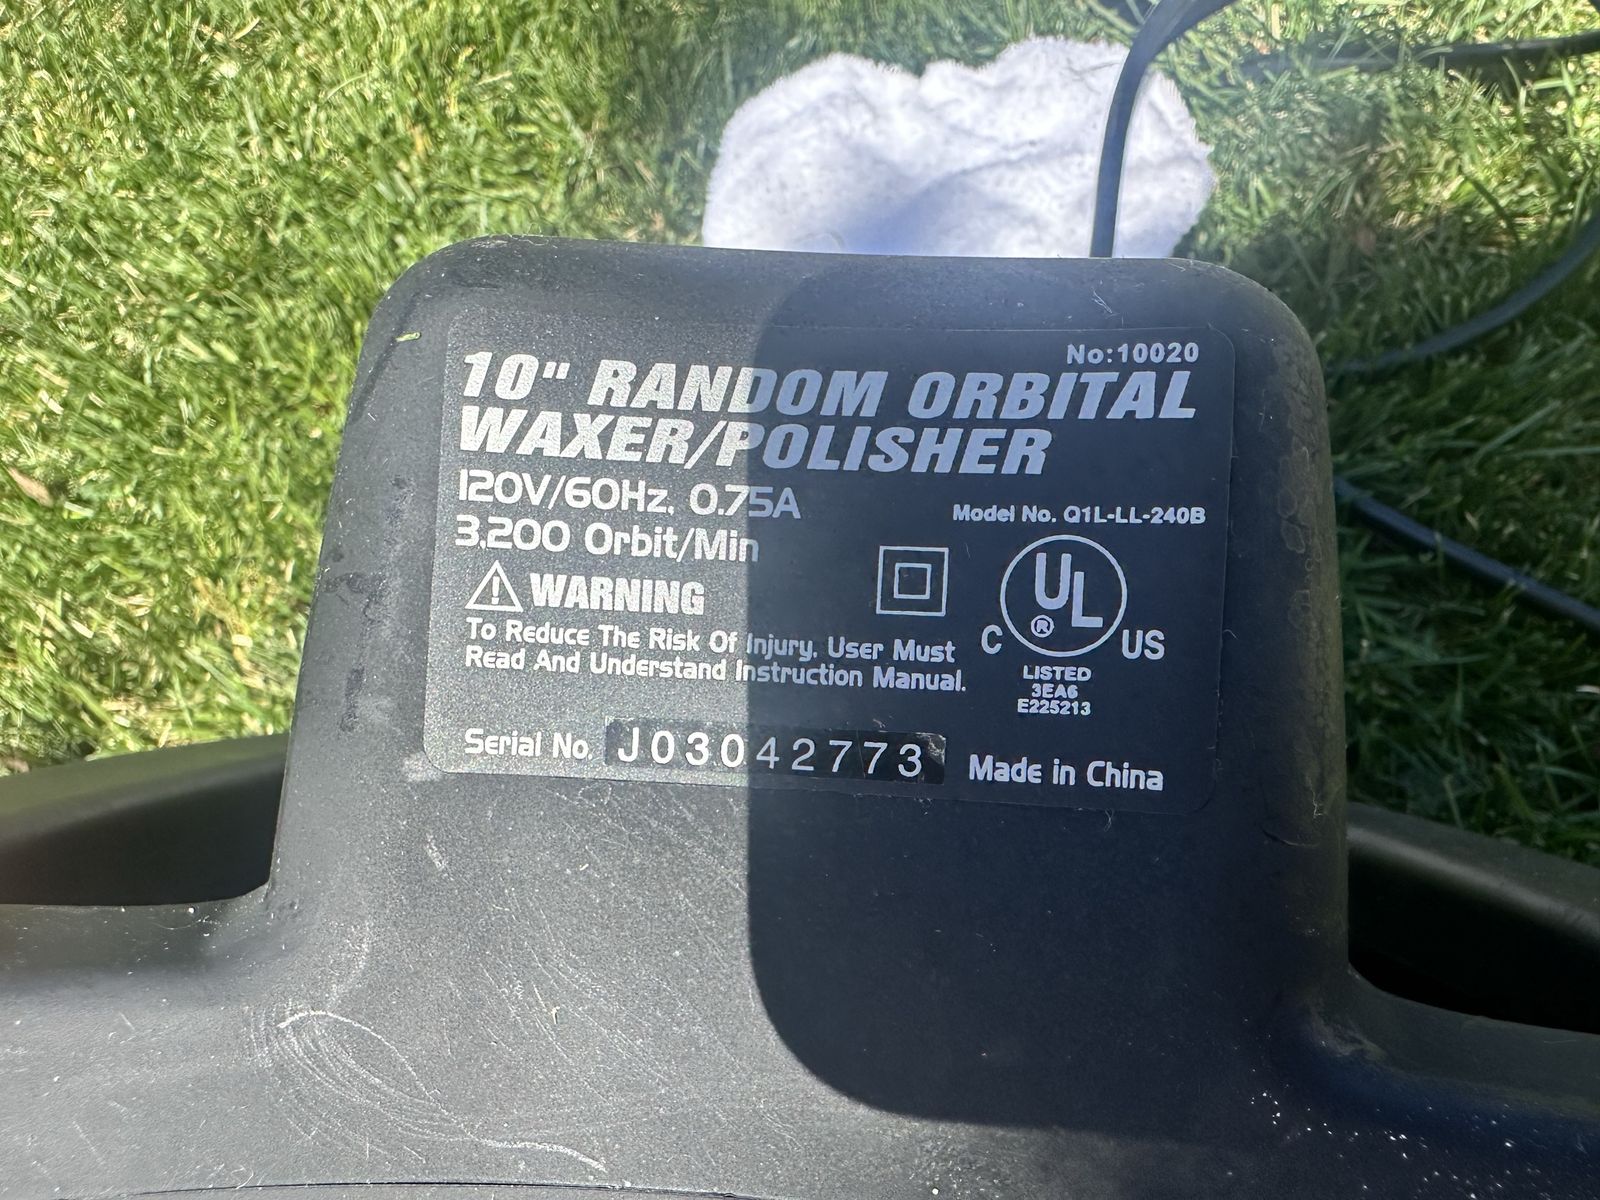 No:10020
10" RANDOM ORBITAL
WAXER/POLISHER
120V/60Hz, 0.75A
3,200 Orbit/Min
Model No. Q1L-LL-240B
WARNING
To Reduce The Risk Of Injury, User Must
Read And Understand Instruction Manual.
C UL® US
LISTED
3EA6
E225213
Serial No. J03042773
Made in China